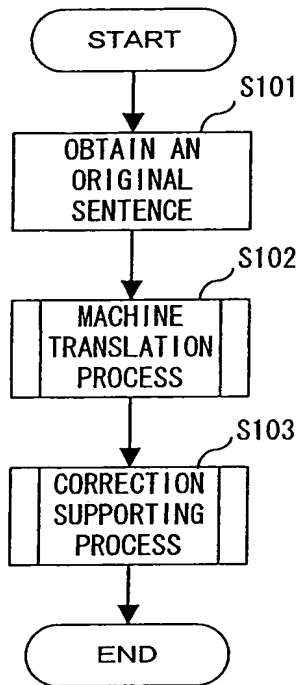 START
S101
OBTAIN AN
ORIGINAL
SENTENCE
S102
MACHINE
TRANSLATION
PROCESS
S103
CORRECTION
SUPPORTING
PROCESS
END